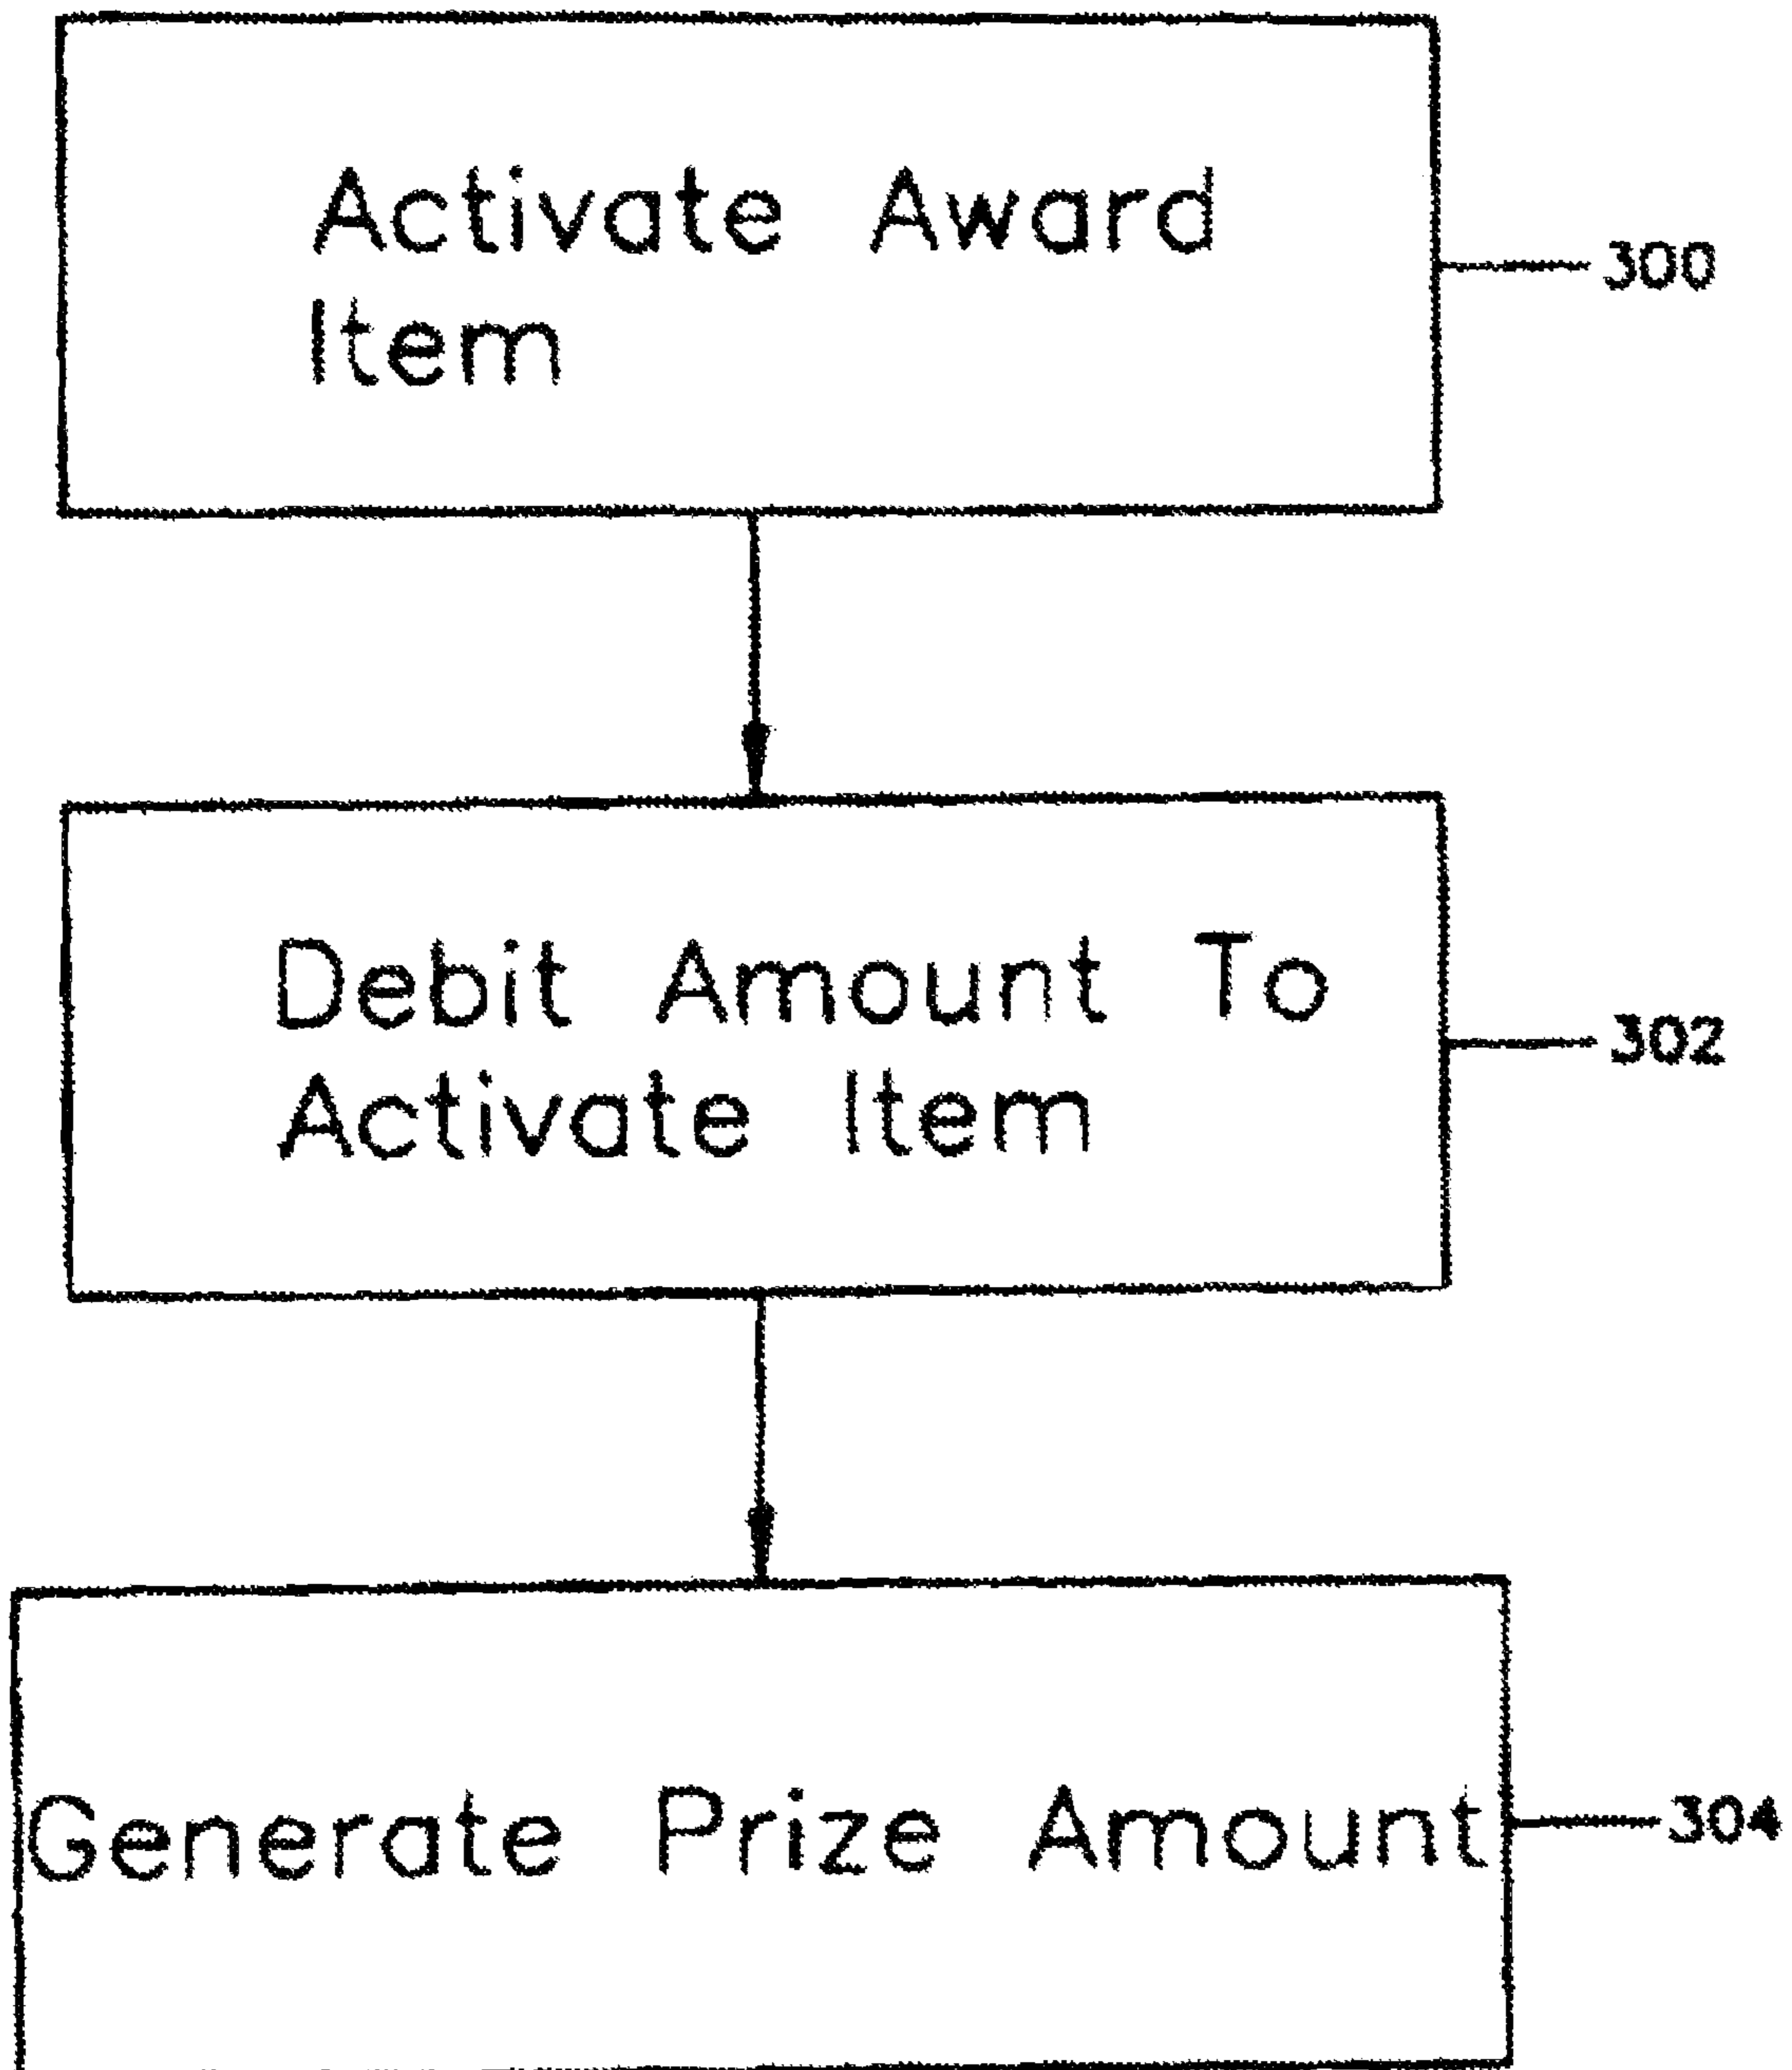 Activate Award
Item
300
Debit Amount To
Activate Item
302
Generate Prize Amount
304